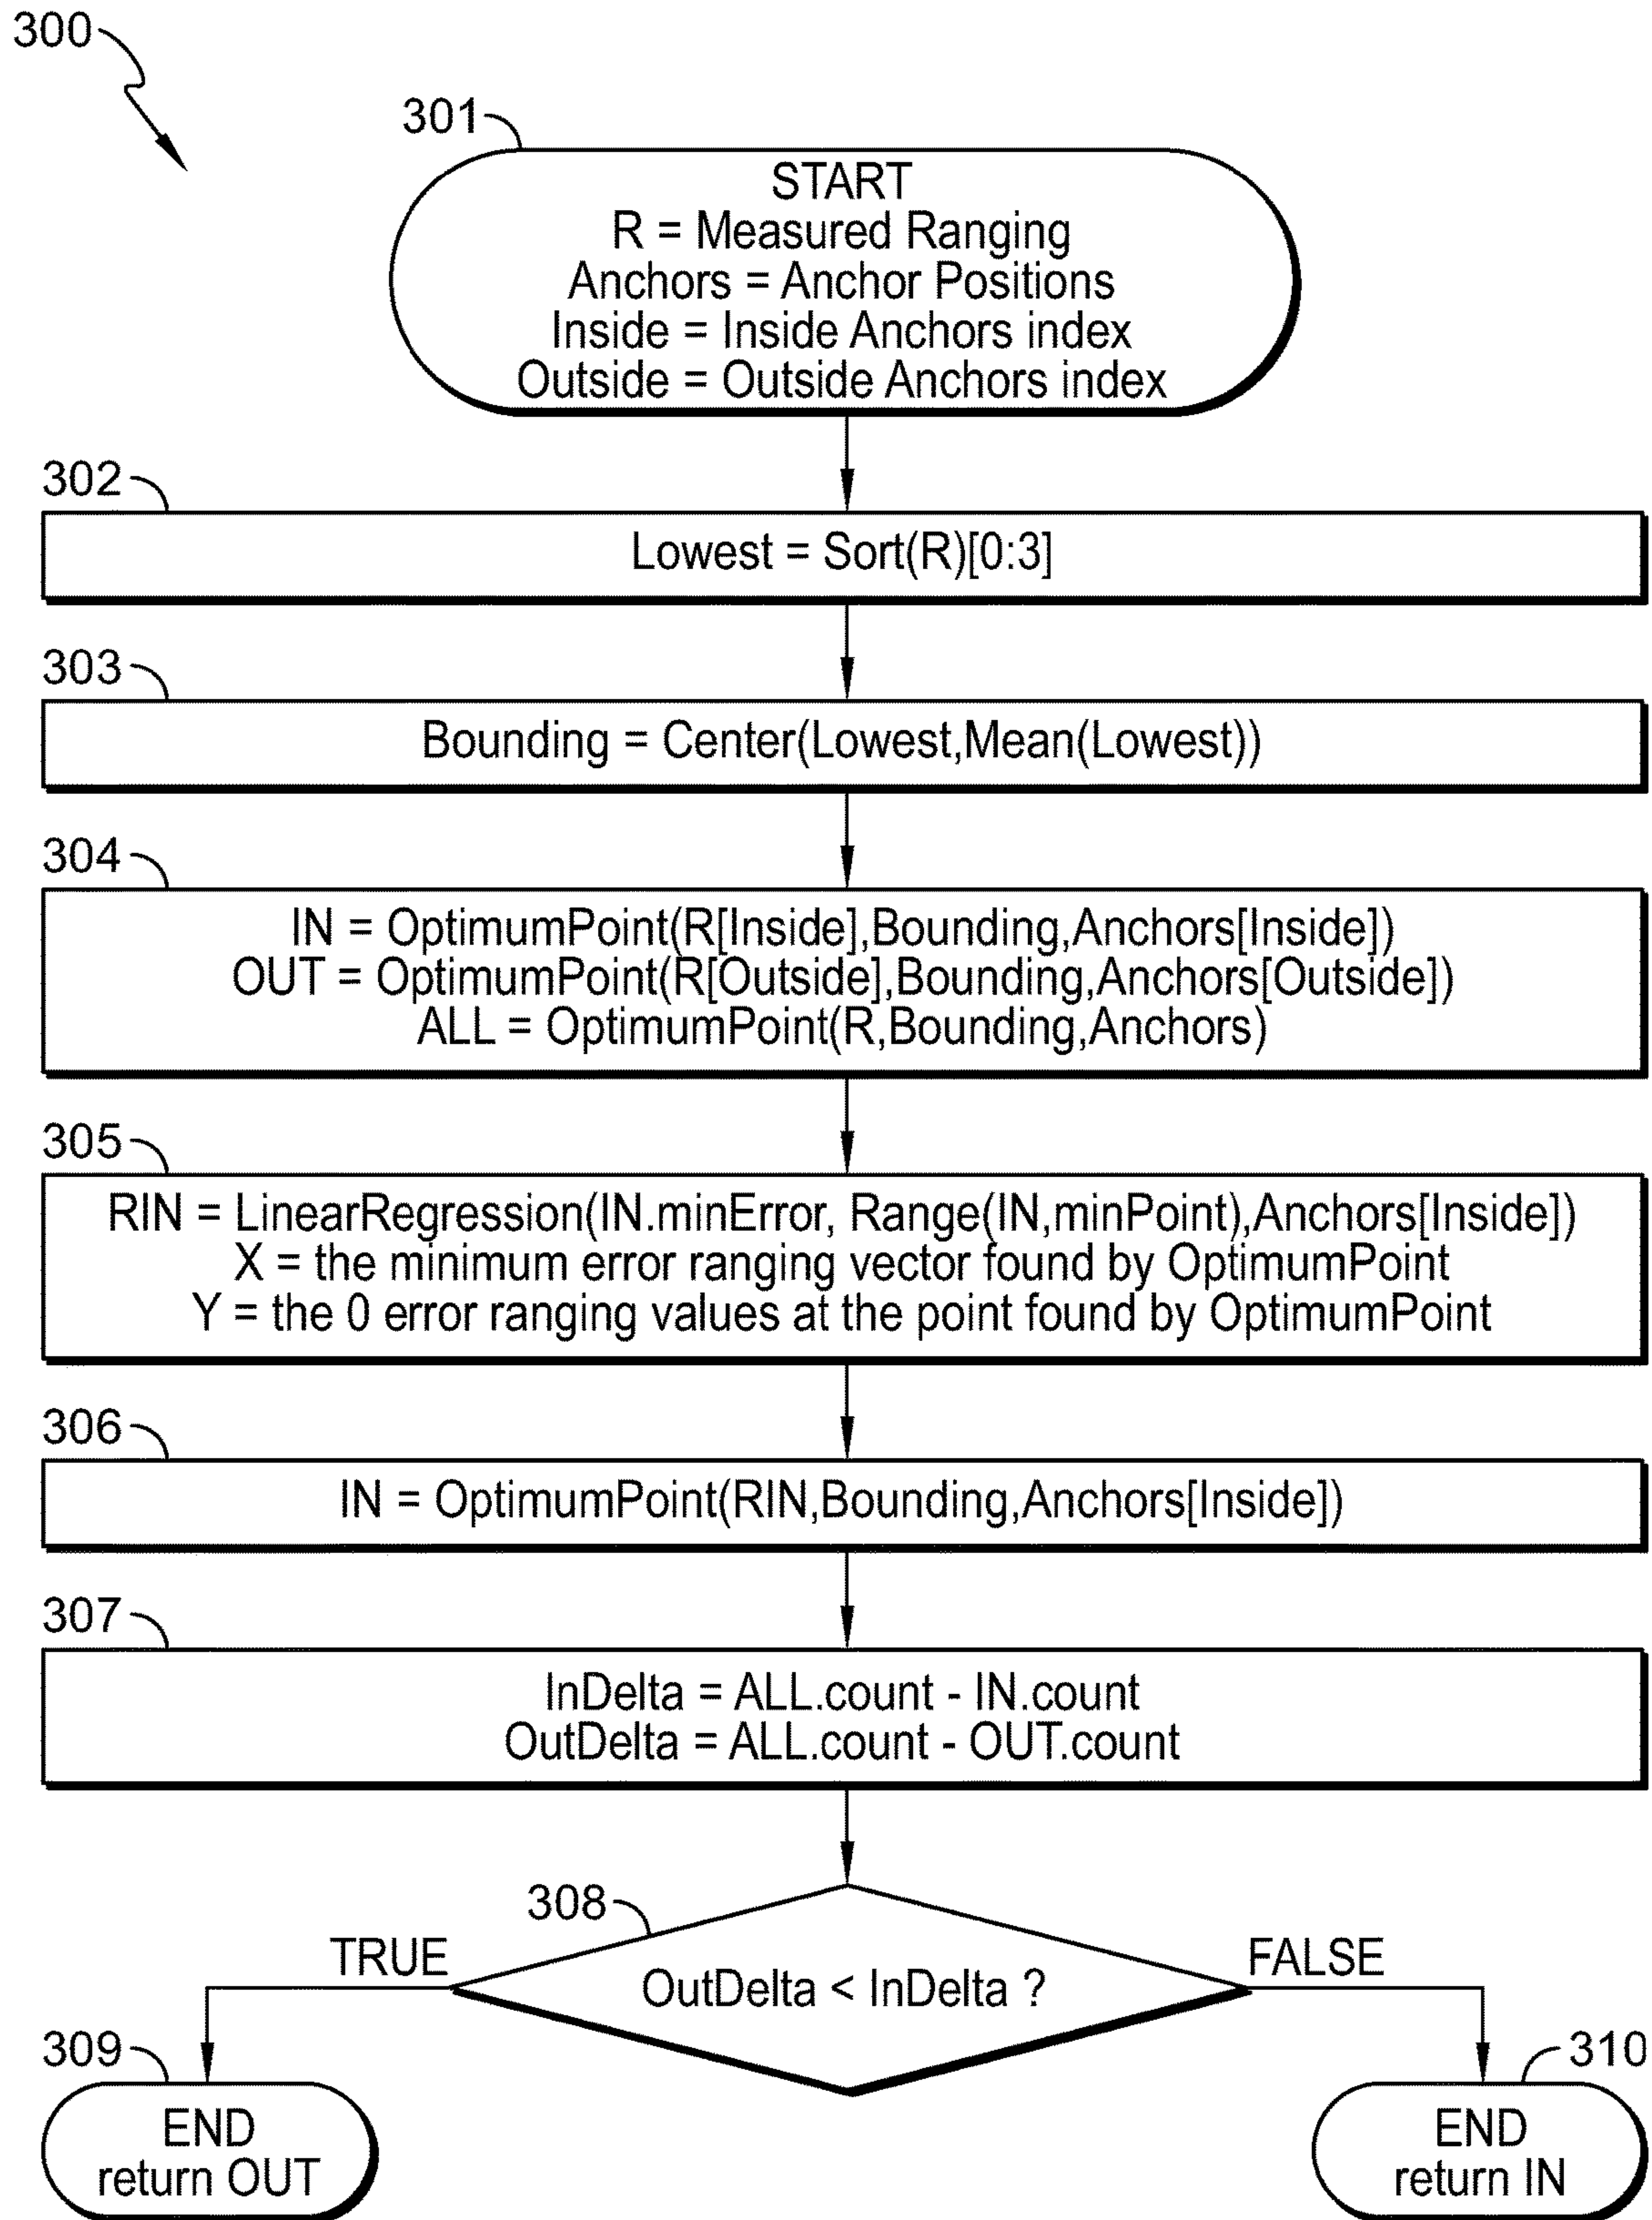 300
301
START
R = Measured Ranging
Anchors = Anchor Positions
Inside = Inside Anchors index
Outside = Outside Anchors index
302
Lowest = Sort(R)[0:3]
303
Bounding = Center(Lowest,Mean(Lowest))
304
IN = OptimumPoint(R[Inside],Bounding,Anchors[Inside])
OUT = OptimumPoint(R[Outside],Bounding,Anchors[Outside])
ALL = OptimumPoint(R,Bounding,Anchors)
305
RIN = LinearRegression(IN.minError, Range(IN,minPoint),Anchors[Inside])
X = the minimum error ranging vector found by OptimumPoint
Y = the 0 error ranging values at the point found by OptimumPoint
306
IN = OptimumPoint(RIN,Bounding,Anchors[Inside])
307
InDelta = ALL.count - IN.count
OutDelta = ALL.count - OUT.count
308
TRUE
FALSE
OutDelta < InDelta ?
309
310
END
return OUT
END
return IN